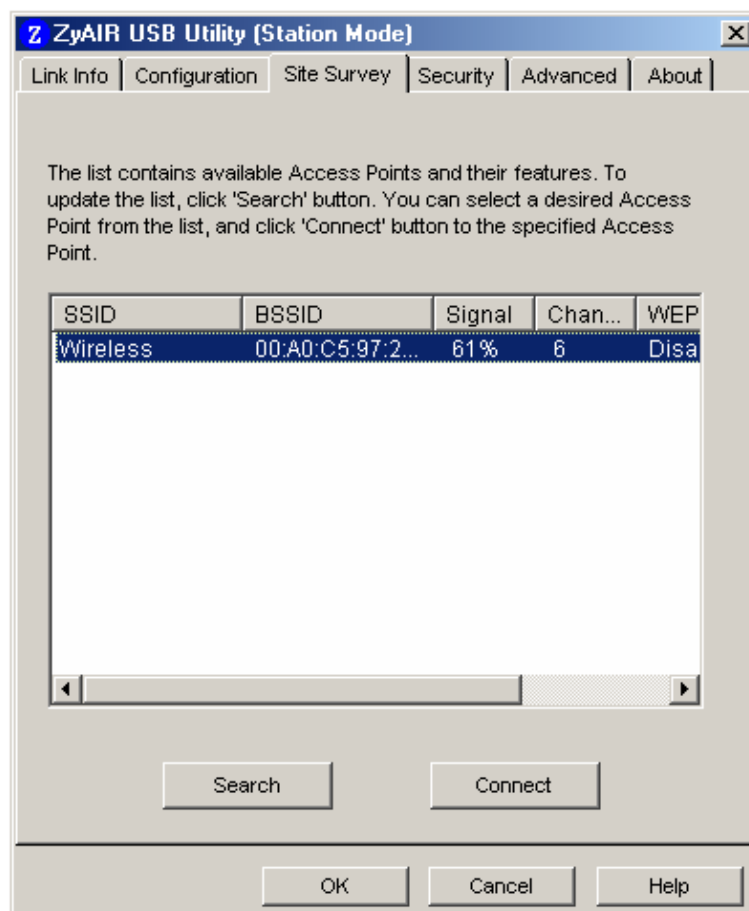 Z ZyAIR USB Utility (Station Mode)
Link Info Configuration Site Survey Security Advanced About
The list contains available Access Points and their features. To
update the list, click 'Search' button. You can select a desired Access
Point from the list, and click 'Connect' button to the specified Access
Point.
SSID BSSID Signal Chan... WEP
Wireless 00:A0:C5:97:2... 61% 6 Disa
Search Connect
OK Cancel Help